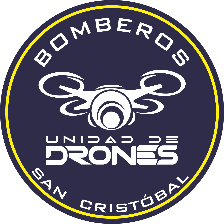 BOMBEROS
UNIDAD DE
DRONES
SAN CRISTÓBAL